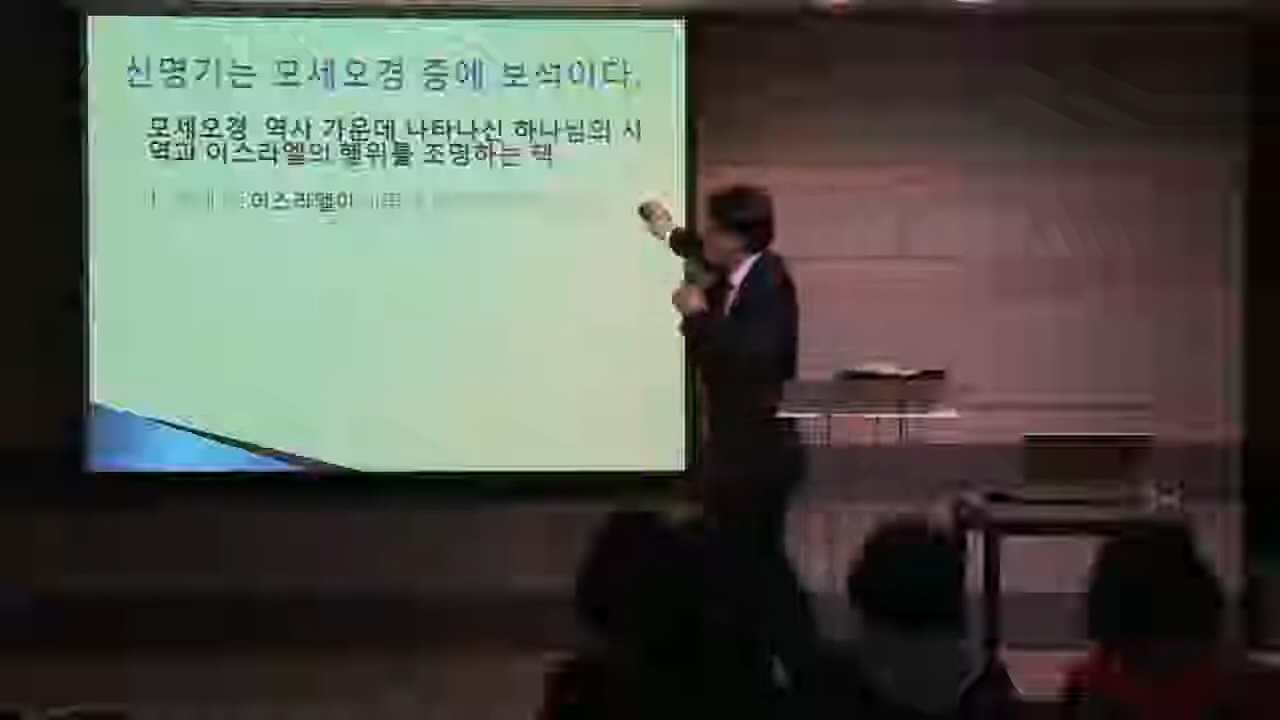 신명기는 모세오경 중에 보석이다.
모세오경 역사 가운데 나타나신 하나님의 사
역과 이스라엘의 행위를 조명하는 책
이스라엘이